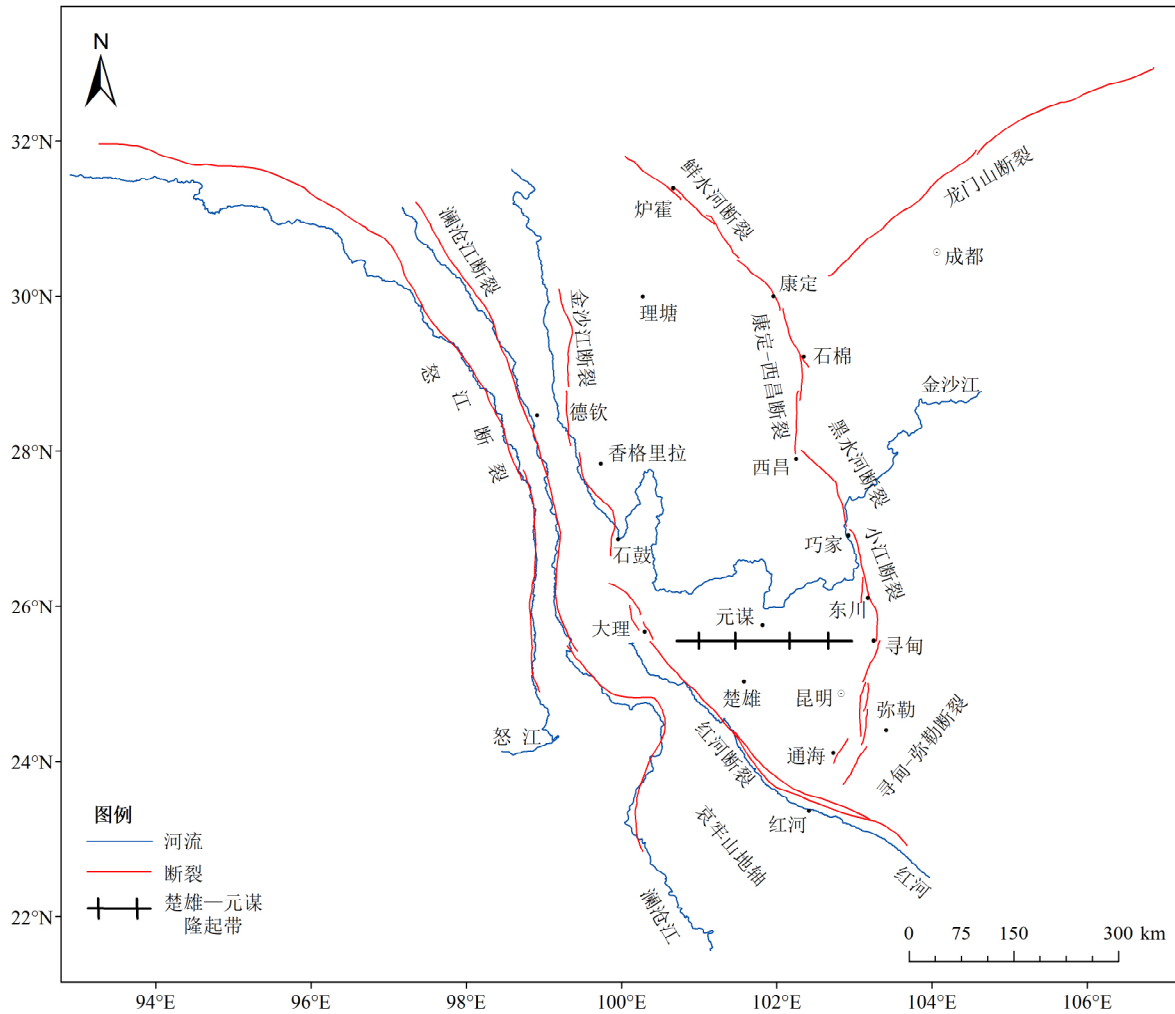 N
32°N
30°N
28°N
26°N
24°N
22°N
94°E
96°E
98°E
100°E
102°E
104°E
106°E
鲜水河断裂
龙门山断裂
炉霍
成都
澜沧江断裂
康定
理塘
金沙江断裂
康定-西昌断裂
石棉
怒江断裂
德钦
金沙江
香格里拉
西昌
黑水河断裂
石鼓
巧家
小江断裂
东川
元谋
大理
寻甸
楚雄
昆明
弥勒
怒江
红河断裂
通海
寻甸-弥勒断裂
哀牢山地轴
红河
红河
澜沧江
图例
河流
断裂
楚雄—元谋
隆起带
0 75 150 300 km